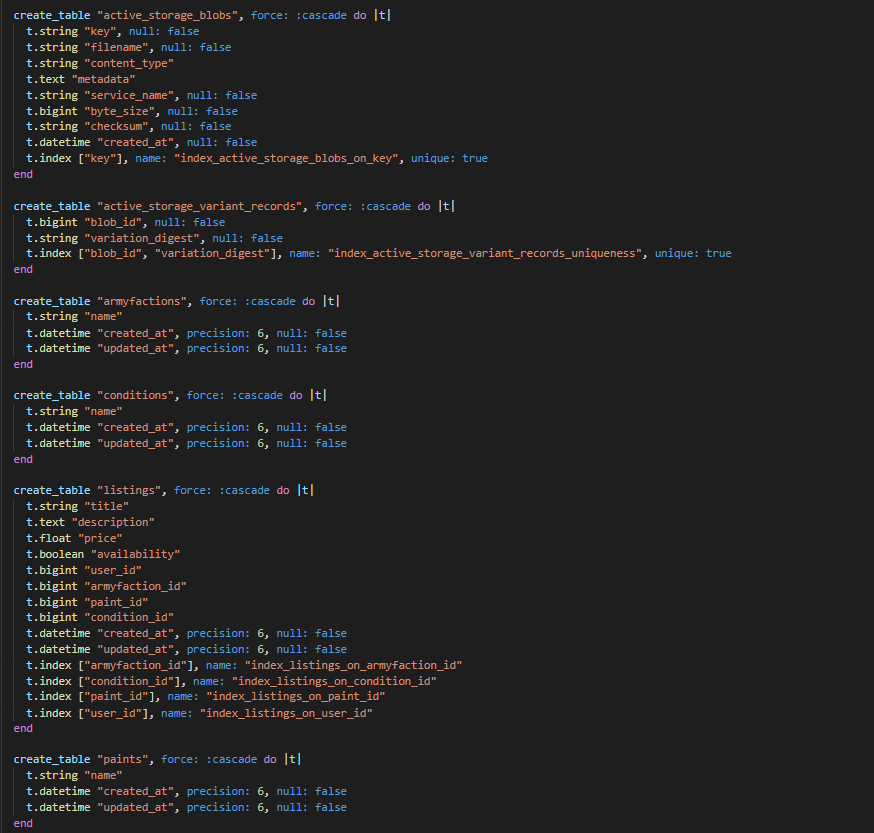 create_table "active_storage_blobs", force: :cascade do |t|
t.string "key", null: false
t.string "filename", null: false
t.string "content_type"
t.text "metadata"
t.string "service_name", null: false
t.bigint "byte_size", null: false
t.string "checksum", null: false
t.datetime "created_at", null: false
t.index ["key"], name: "index_active_storage_blobs_on_key", unique: true
end
create_table "active_storage_variant_records", force: :cascade do |t|
t.bigint "blob_id", null: false
t.string "variation_digest", null: false
t.index ["blob_id", "variation_digest"], name: "index_active_storage_variant_records_uniqueness", unique: true
end
create_table "armyfactions", force: :cascade do |t|
t.string "name"
t.datetime "created_at", precision: 6, null: false
t.datetime "updated_at", precision: 6, null: false
end
create_table "conditions", force: :cascade do |t|
t.string "name"
t.datetime "created_at", precision: 6, null: false
t.datetime "updated_at", precision: 6, null: false
end
create_table "listings", force: :cascade do |t|
t.string "title"
t.text "description"
t.float "price"
t.boolean "availability"
t.bigint "user_id"
t.bigint "armyfaction_id"
t.bigint "paint_id"
t.bigint "condition_id"
t.datetime "created_at", precision: 6, null: false
t.datetime "updated_at", precision: 6, null: false
t.index ["armyfaction_id"], name: "index_listings_on_armyfaction_id"
t.index ["condition_id"], name: "index_listings_on_condition_id"
t.index ["paint_id"], name: "index_listings_on_paint_id"
t.index ["user_id"], name: "index_listings_on_user_id"
end
create_table "paints", force: :cascade do |t|
t.string "name"
t.datetime "created_at", precision: 6, null: false
t.datetime "updated_at", precision: 6, null: false
end